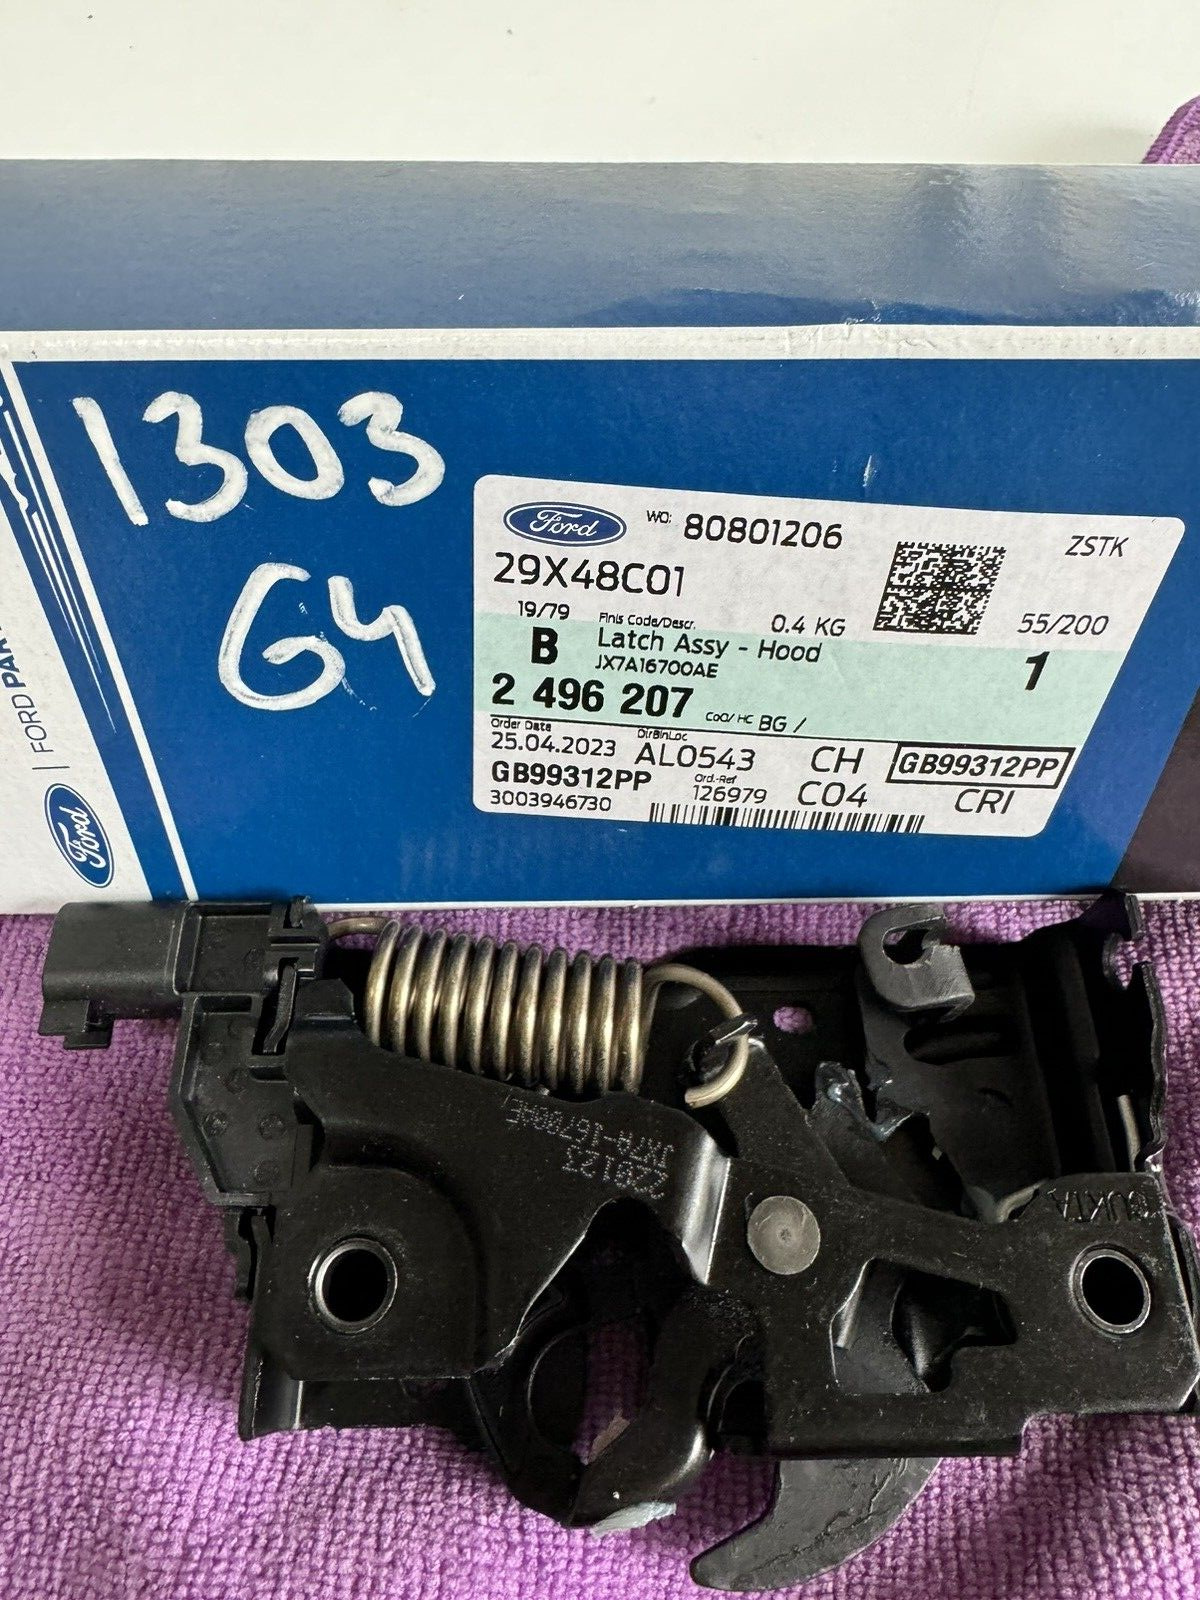 1303
G4
Ford
WO: 80801206
ZSTK
29X48C01
19/79
Finis Code/Descr.
0.4 KG
55/200
B
Latch Assy - Hood
1
JX7A16700AE
2 496 207
CoO/ HC BG /
Order Date
DirBinLoc
25.04.2023
AL0543
CH
GB99312PP
GB99312PP
Ord.-Ref
126979
C04
CRI
3003946730
Ford
FORD PAR
JX7A-16700AE
220123